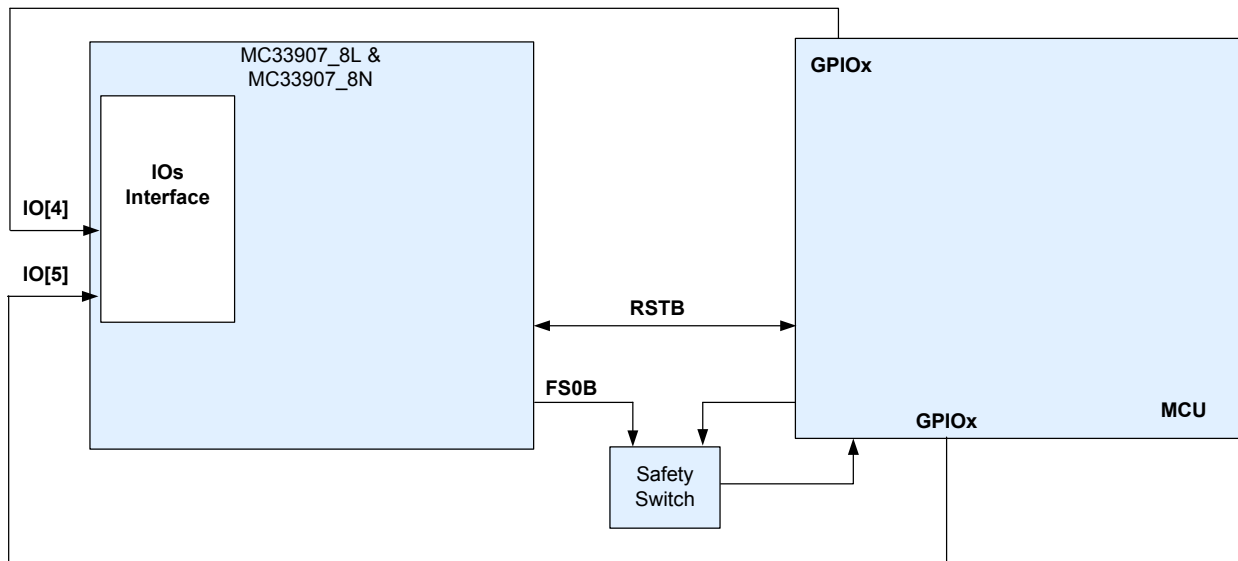 MC33907_8L &
MC33907_8N
GPIOx
IOs
Interface
IO[4]
IO[5]
RSTB
FS0B
MCU
GPIOx
Safety
Switch